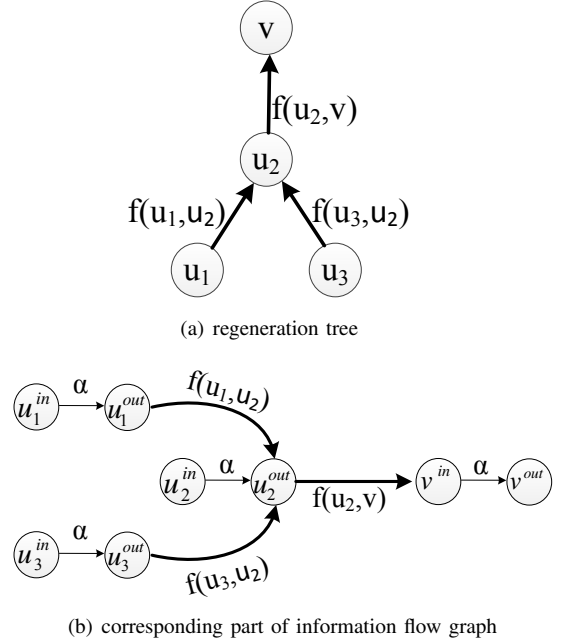 v
f(u₂,v)
u₂
f(u₁,u₂) f(u₃,u₂)
u₁ u₃
(a) regeneration tree
u₁ⁱⁿ α u₁ᵒᵘᵗ f(u₁,u₂)
u₂ⁱⁿ α u₂ᵒᵘᵗ f(u₂,v) vⁱⁿ α vᵒᵘᵗ
u₃ⁱⁿ α u₃ᵒᵘᵗ f(u₃,u₂)
(b) corresponding part of information flow graph